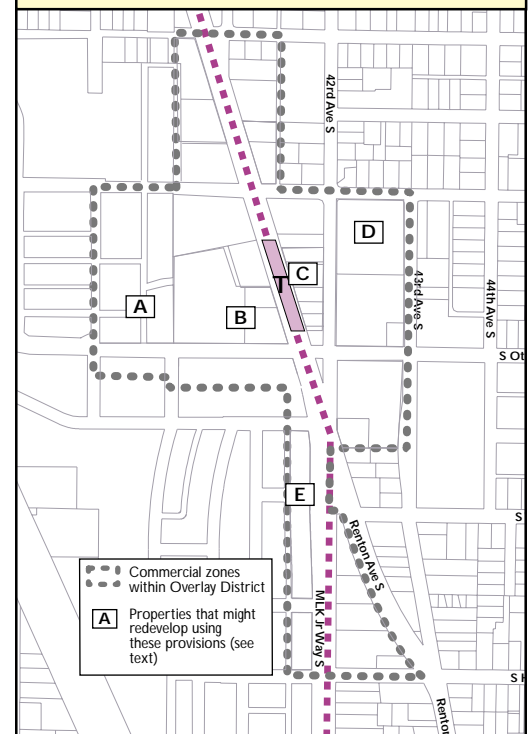 42rd Ave S
D
C
T
43rd Ave S
44th Ave S
A
B
S Ot
E
S
Renton Ave S
Commercial zones
within Overlay District
A
Properties that might
redevelop using
these provisions (see
text)
MLK Jr Way S
S H
Renton